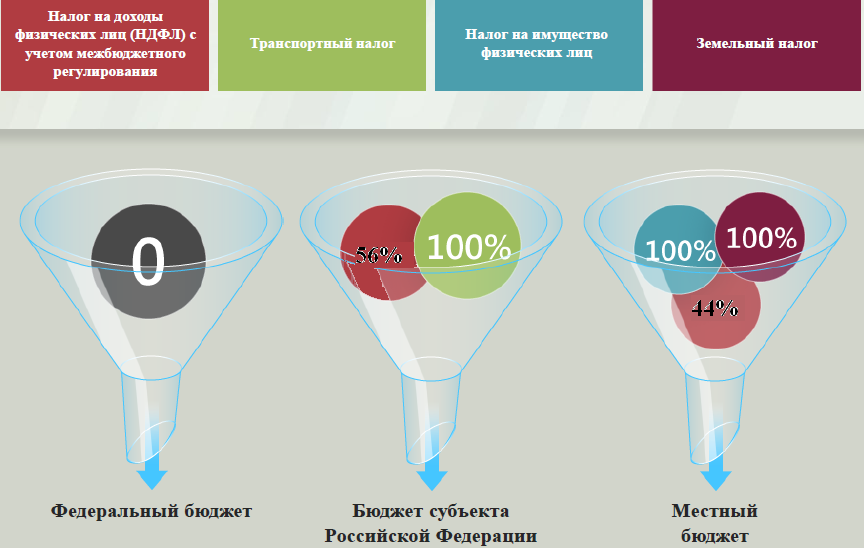 Налог на доходы
физических лиц (НДФЛ) с
учетом межбюджетного
регулирования
Транспортный налог
Налог на имущество
физических лиц
Земельный налог
0
56%
100%
100%
100%
44%
Федеральный бюджет
Бюджет субъекта
Российской Федерации
Местный
бюджет